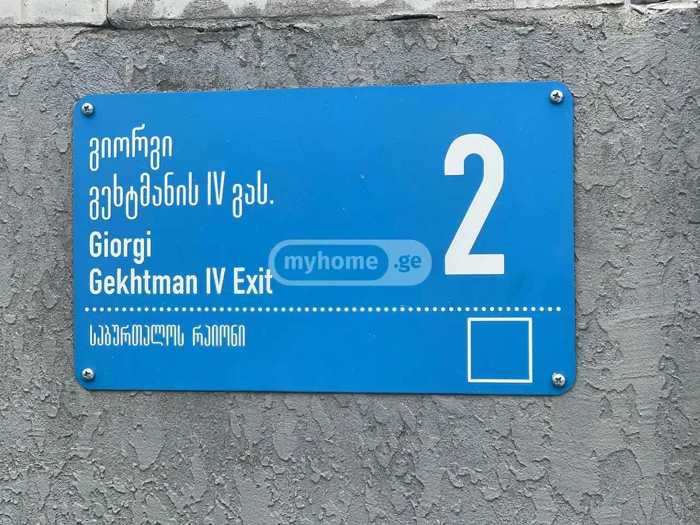 გიორგი
გეხტმანის IV გას.
Giorgi
Gekhtman IV Exit
2
myhome.ge
საბურთალოს რაიონი